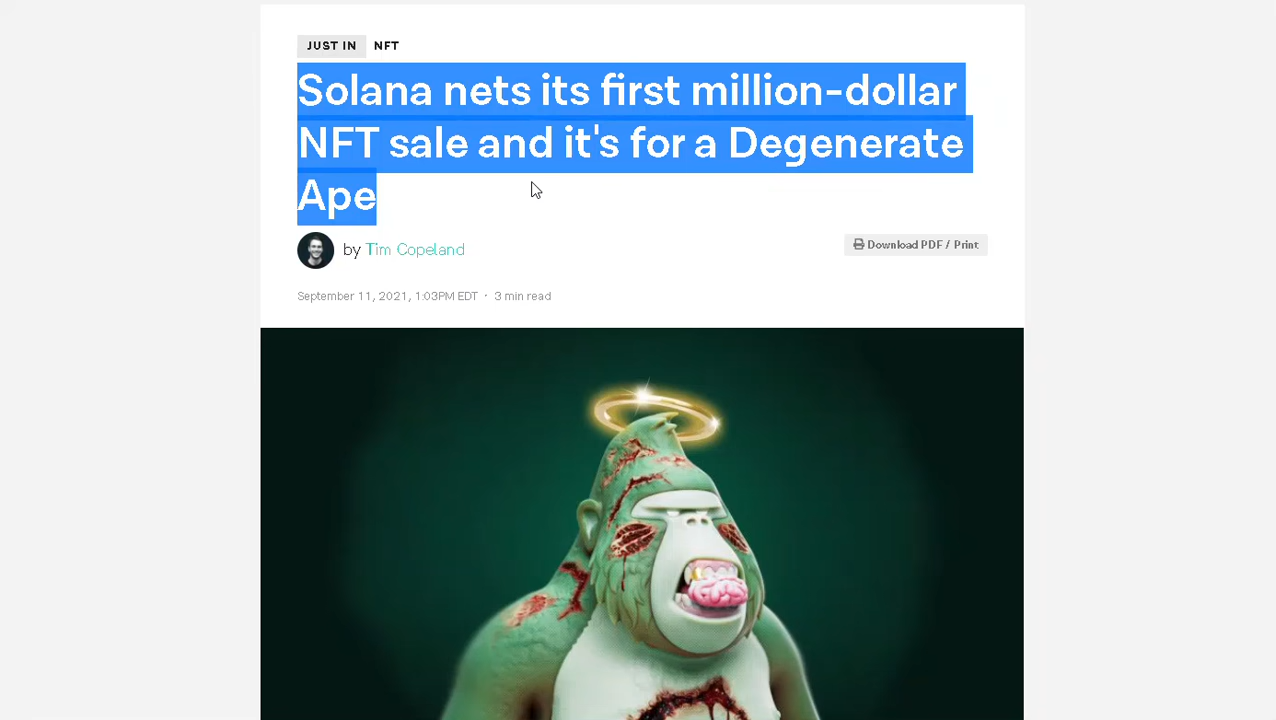 JUST IN NFT
Solana nets its first million-dollar
NFT sale and it's for a Degenerate
Ape
by Tim Copeland
Download PDF / Print
September 11, 2021, 1:03PM EDT · 3 min read